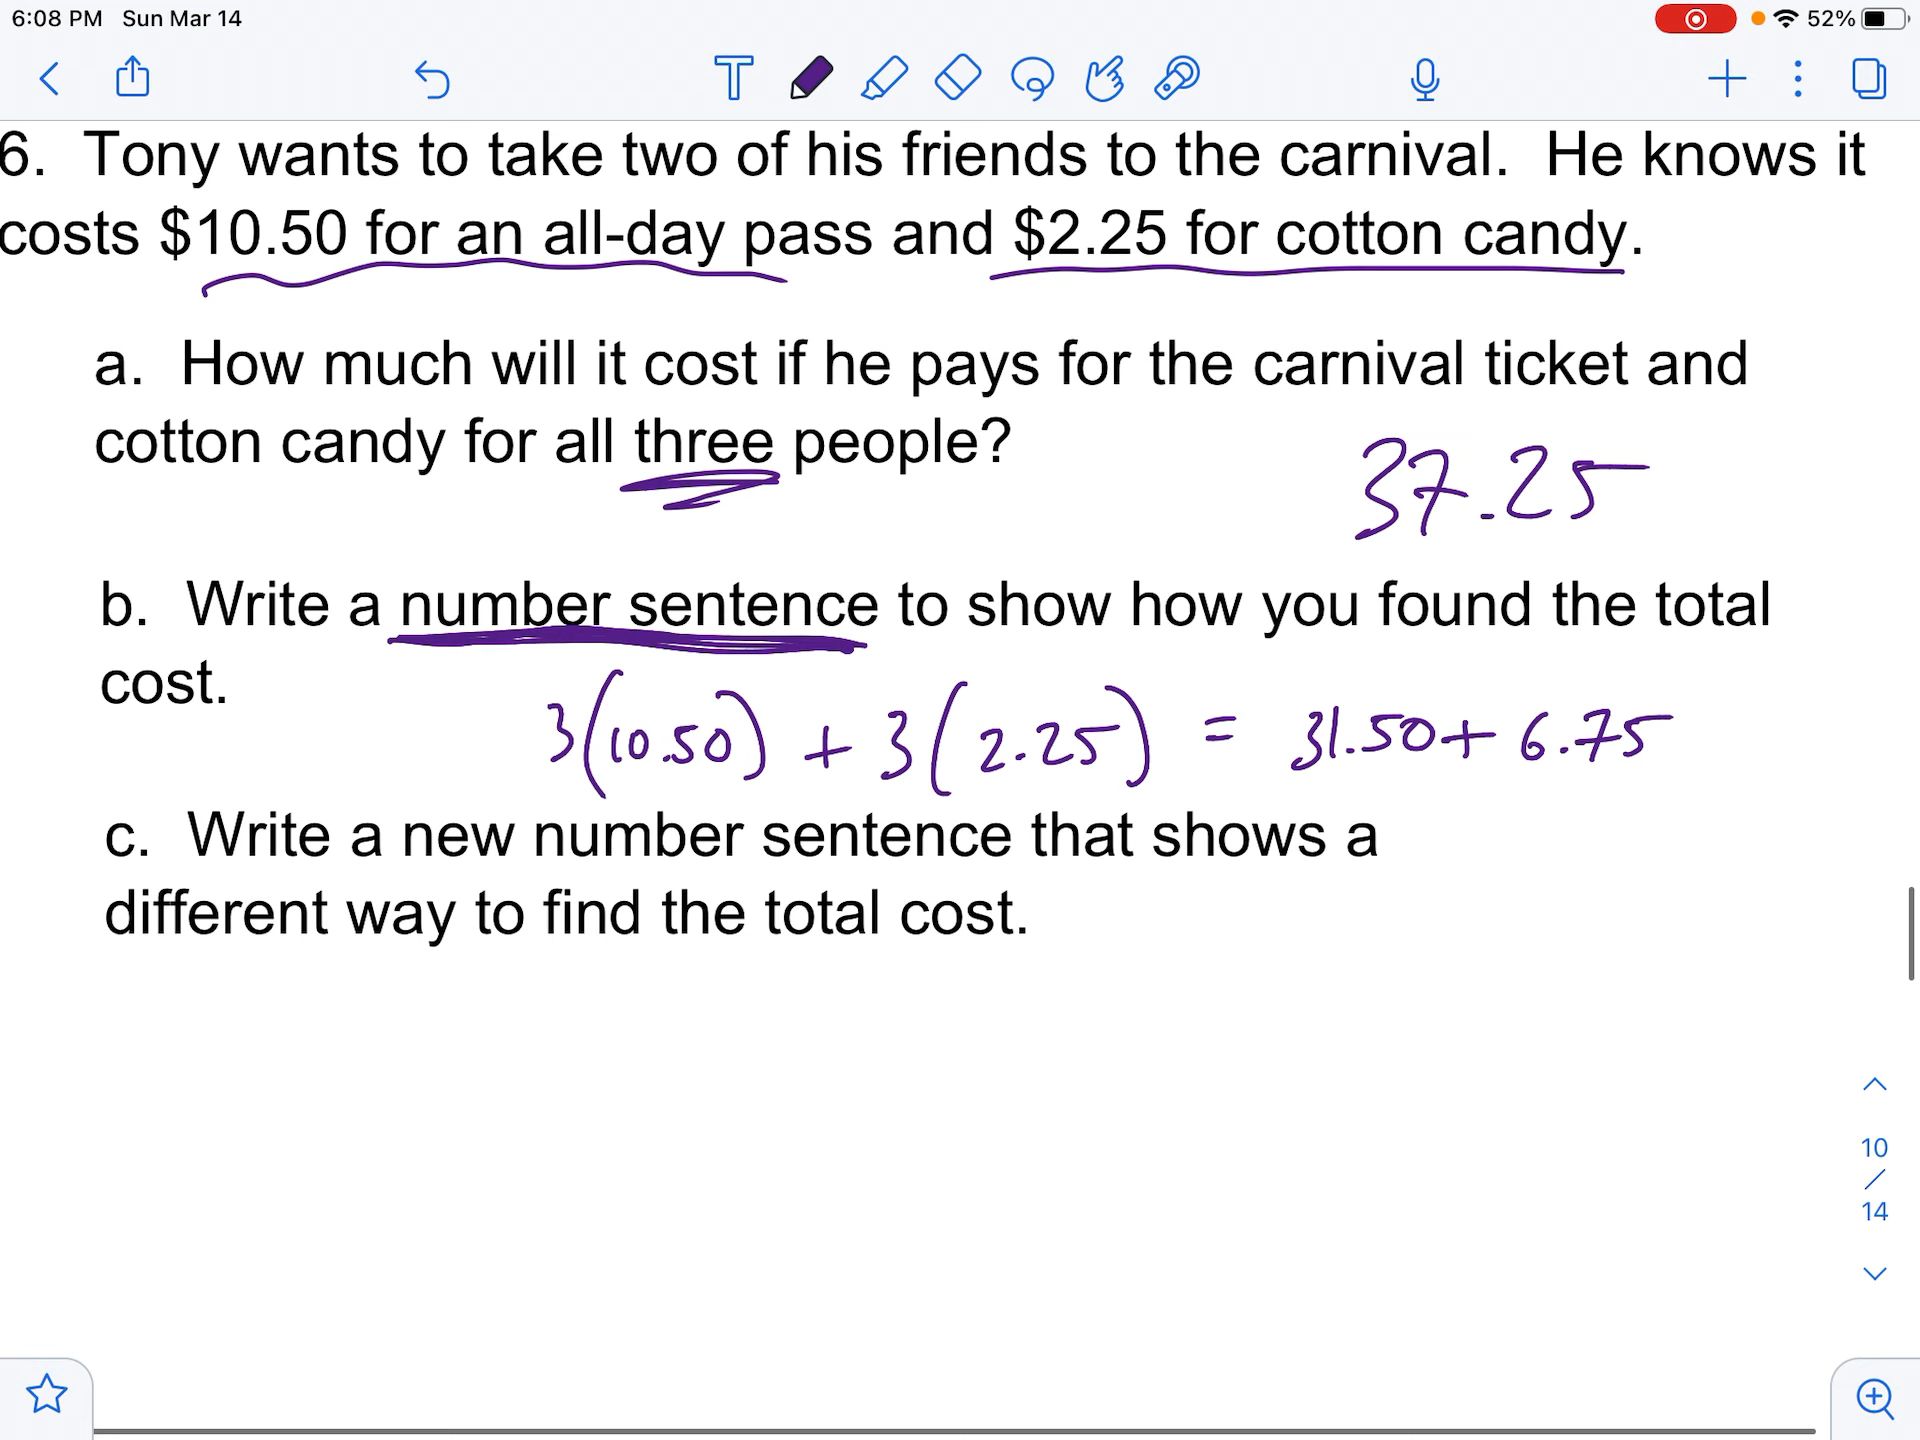 6:08 PM Sun Mar 14
52%
6. Tony wants to take two of his friends to the carnival. He knows it
costs $10.50 for an all-day pass and $2.25 for cotton candy.
a. How much will it cost if he pays for the carnival ticket and
cotton candy for all three people?
37.25
b. Write a number sentence to show how you found the total
cost.
3(10.50) + 3(2.25) = 31.50 + 6.75
c. Write a new number sentence that shows a
different way to find the total cost.
10
/
14